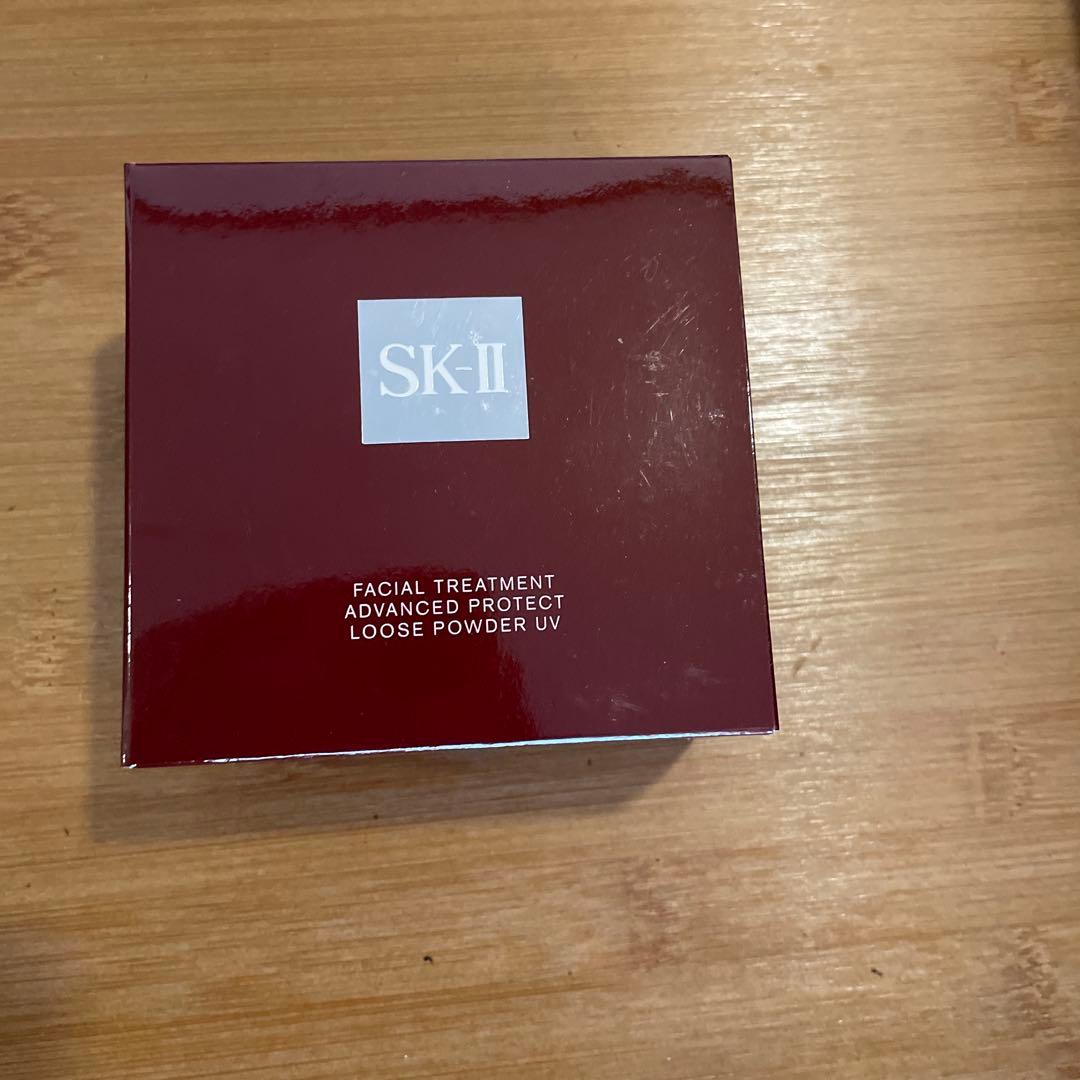 SK-II
FACIAL TREATMENT
ADVANCED PROTECT
LOOSE POWDER UV